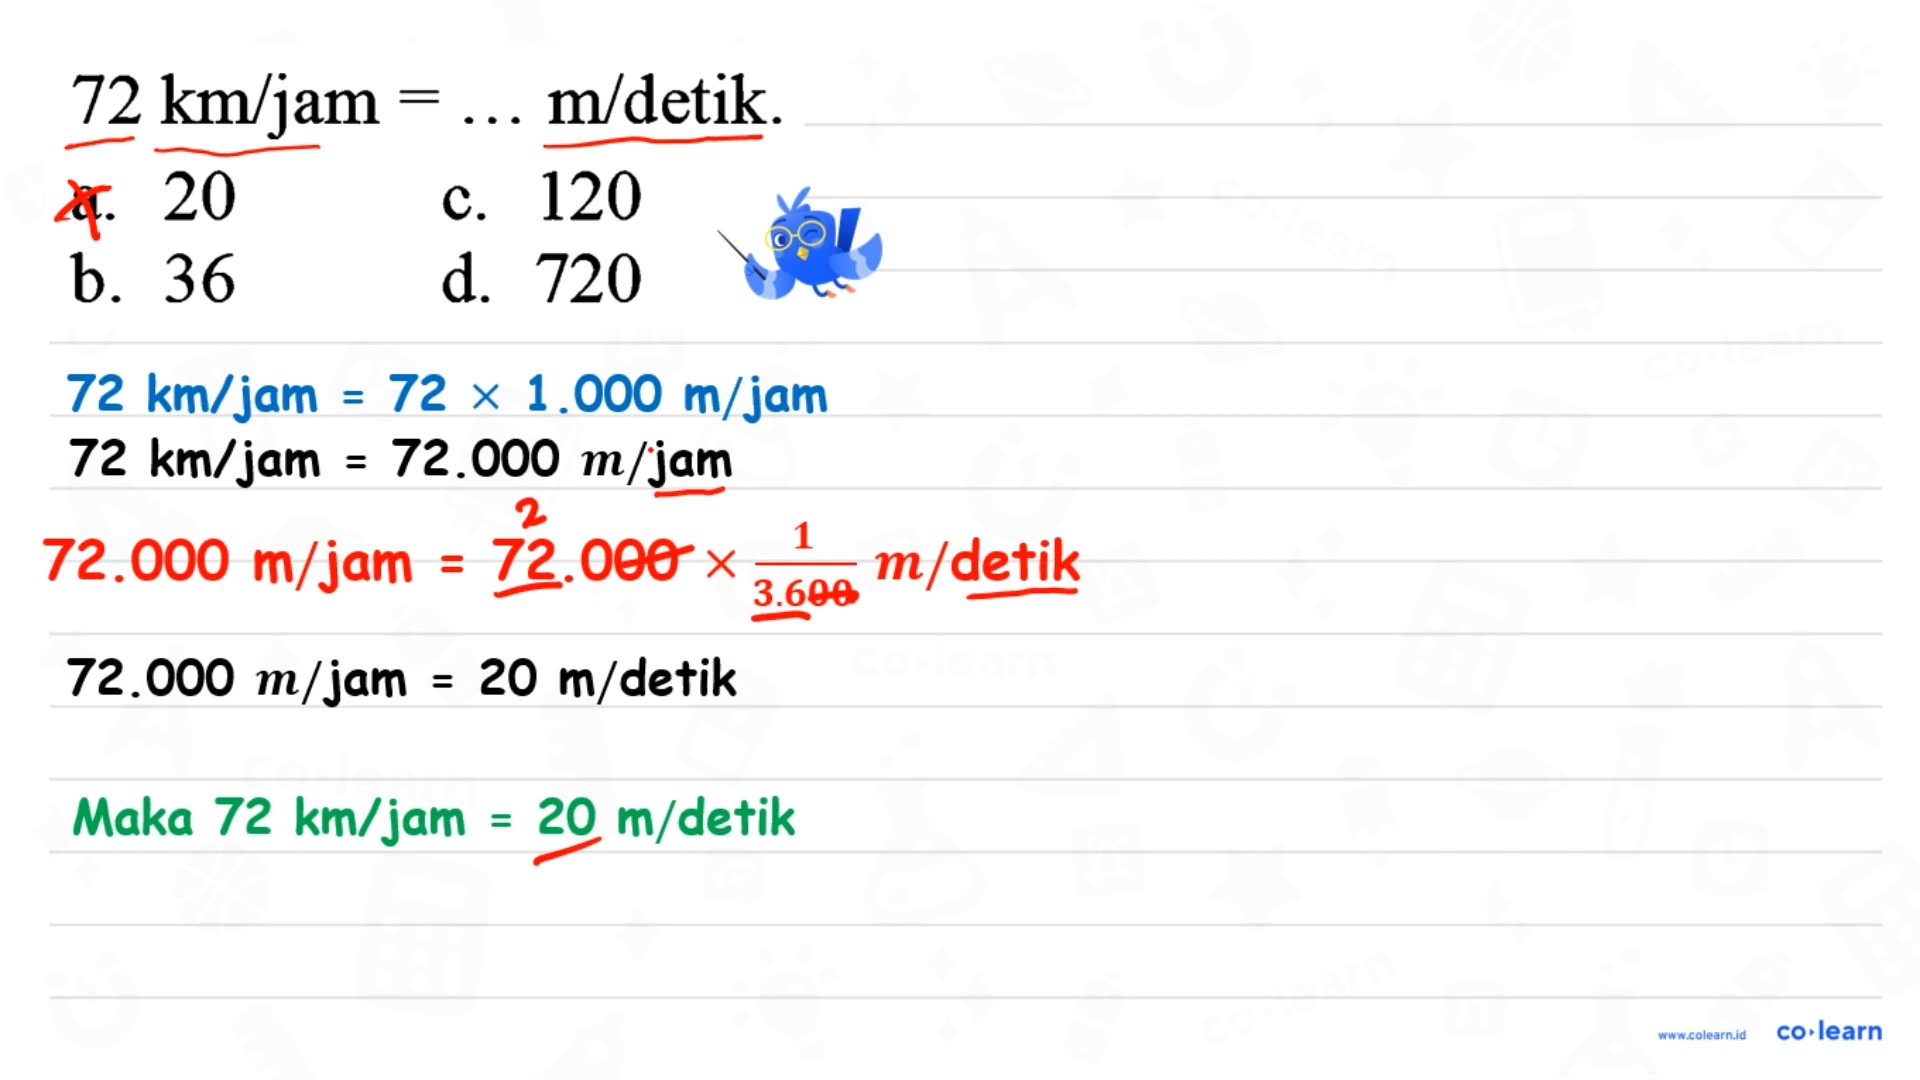 72 km/jam = ... m/detik.
a. 20 c. 120
b. 36 d. 720
72 km/jam = 72 × 1.000 m/jam
72 km/jam = 72.000 m/jam
2
72.000 m/jam = 72.000 × 1/3.600 m/detik
72.000 m/jam = 20 m/detik
Maka 72 km/jam = 20 m/detik
www.colearn.id co·learn